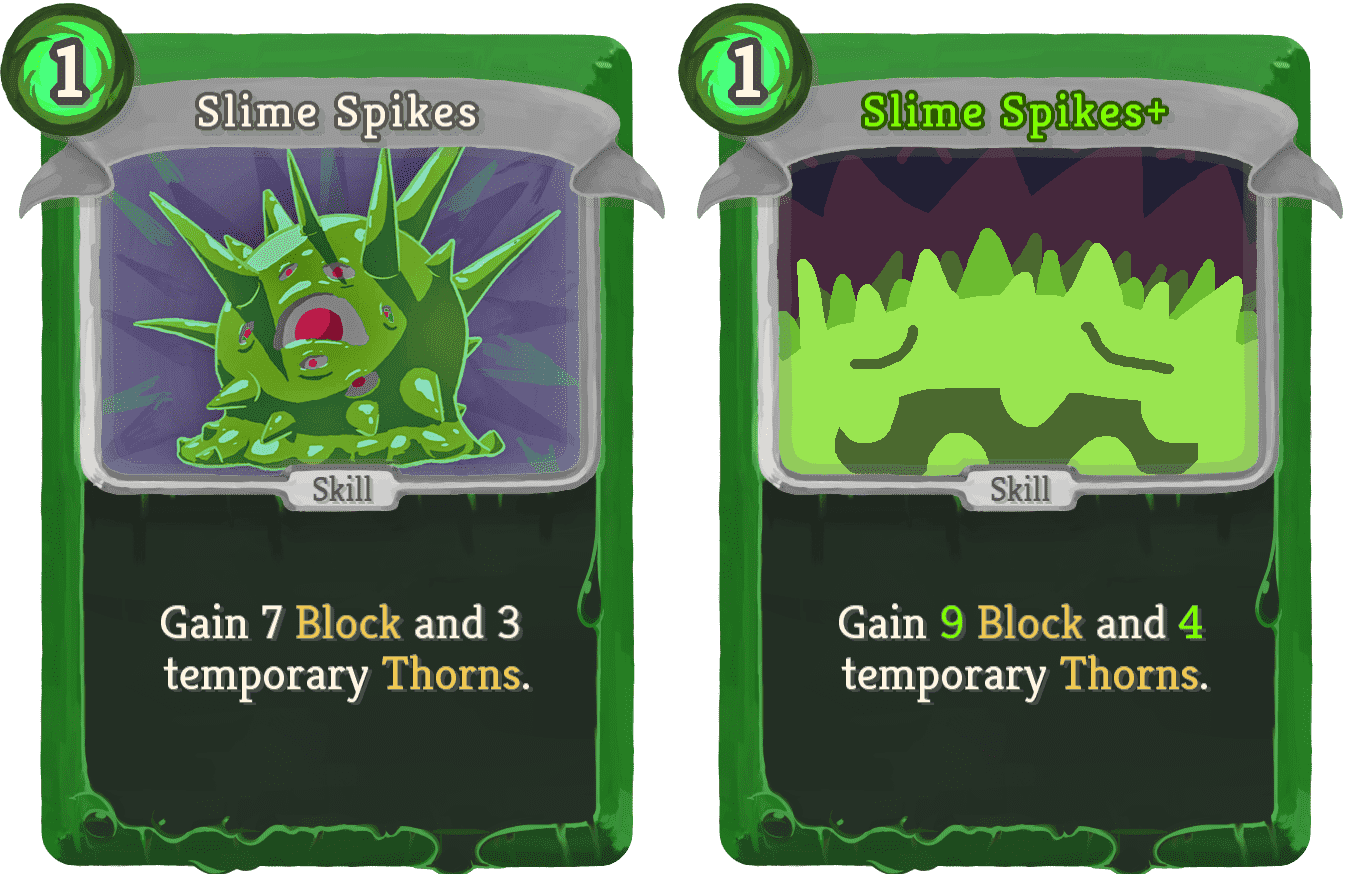 1
Slime Spikes
Skill
Gain 7 Block and 3
temporary Thorns.
1
Slime Spikes+
Skill
Gain 9 Block and 4
temporary Thorns.